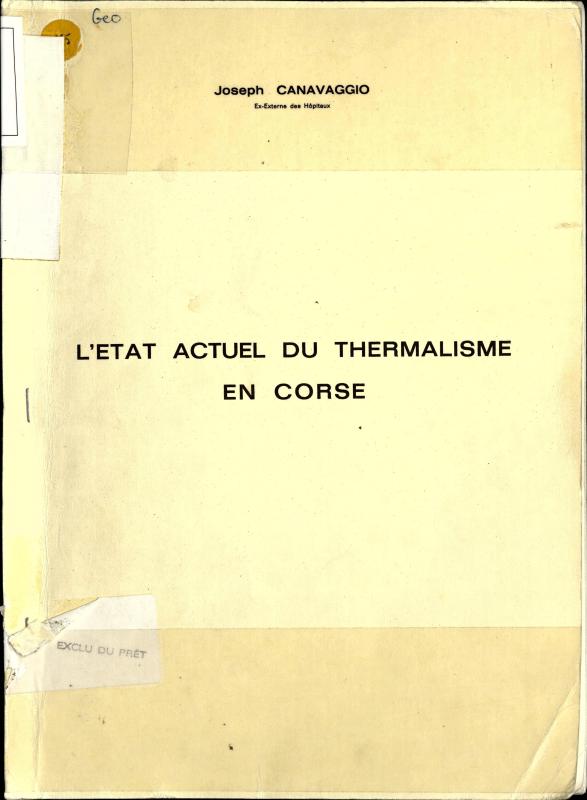 Geo
Joseph CANAVAGGIO
Ex-Externe des Hôpitaux
L'ETAT ACTUEL DU THERMALISME
EN CORSE
EXCLU DU PRÊT